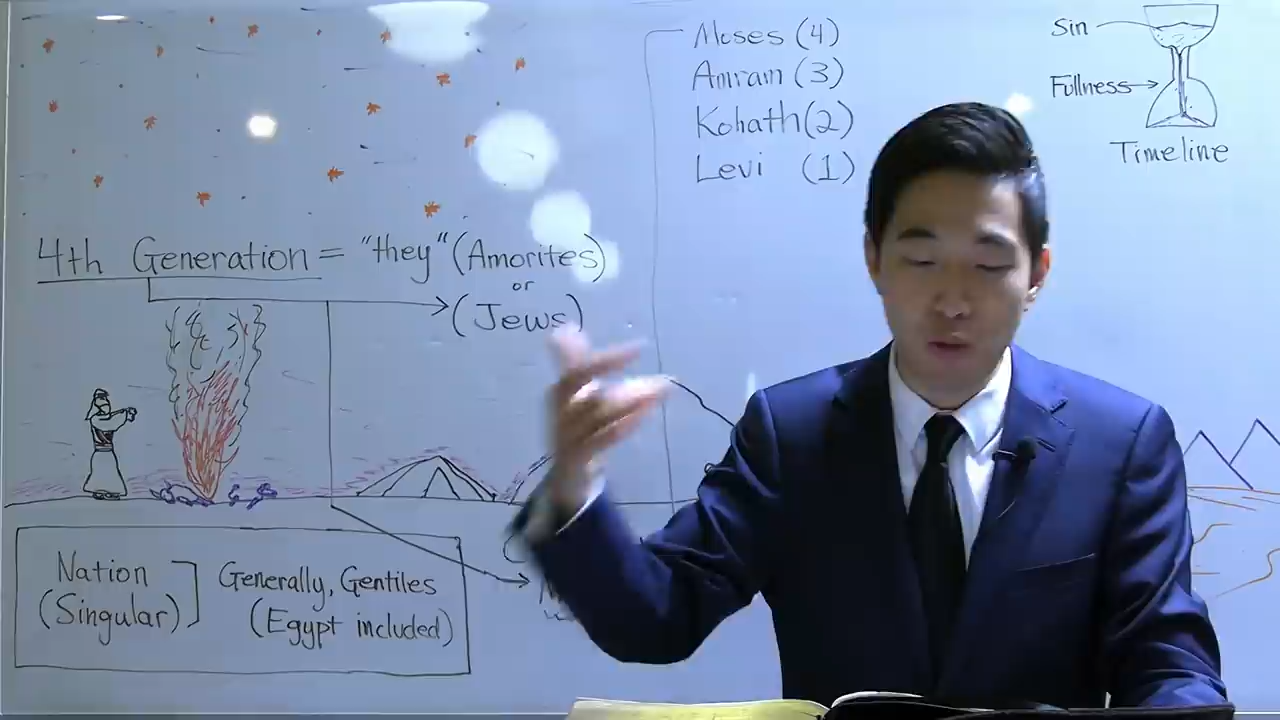 Moses (4)
Amram (3)
Kohath (2)
Levi (1)
Sin
Fullness
Timeline
4th Generation = "they" (Amorites)
or
(Jews)
Nation
(Singular)
Generally, Gentiles
(Egypt included)